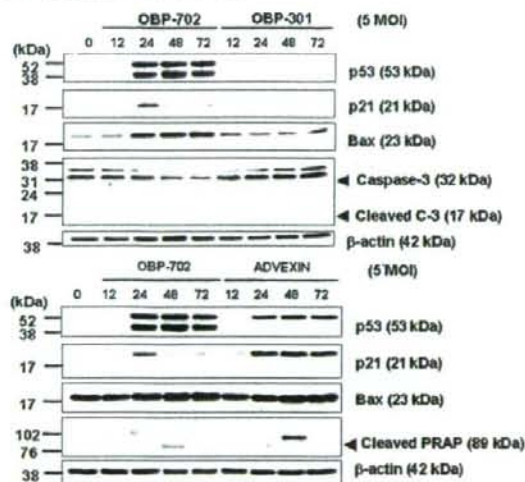 OBP-702 OBP-301 (5 MOI)
(kDa) 0 12 24 48 72 12 24 48 72
52
38
p53 (53 kDa)
17
p21 (21 kDa)
17
Bax (23 kDa)
38
31
24
17
Caspase-3 (32 kDa)
Cleaved C-3 (17 kDa)
38
β-actin (42 kDa)
OBP-702 ADVEXIN (5 MOI)
(kDa) 0 12 24 48 72 12 24 48 72
52
38
p53 (53 kDa)
17
p21 (21 kDa)
17
Bax (23 kDa)
102
76
Cleaved PRAP (89 kDa)
38
β-actin (42 kDa)